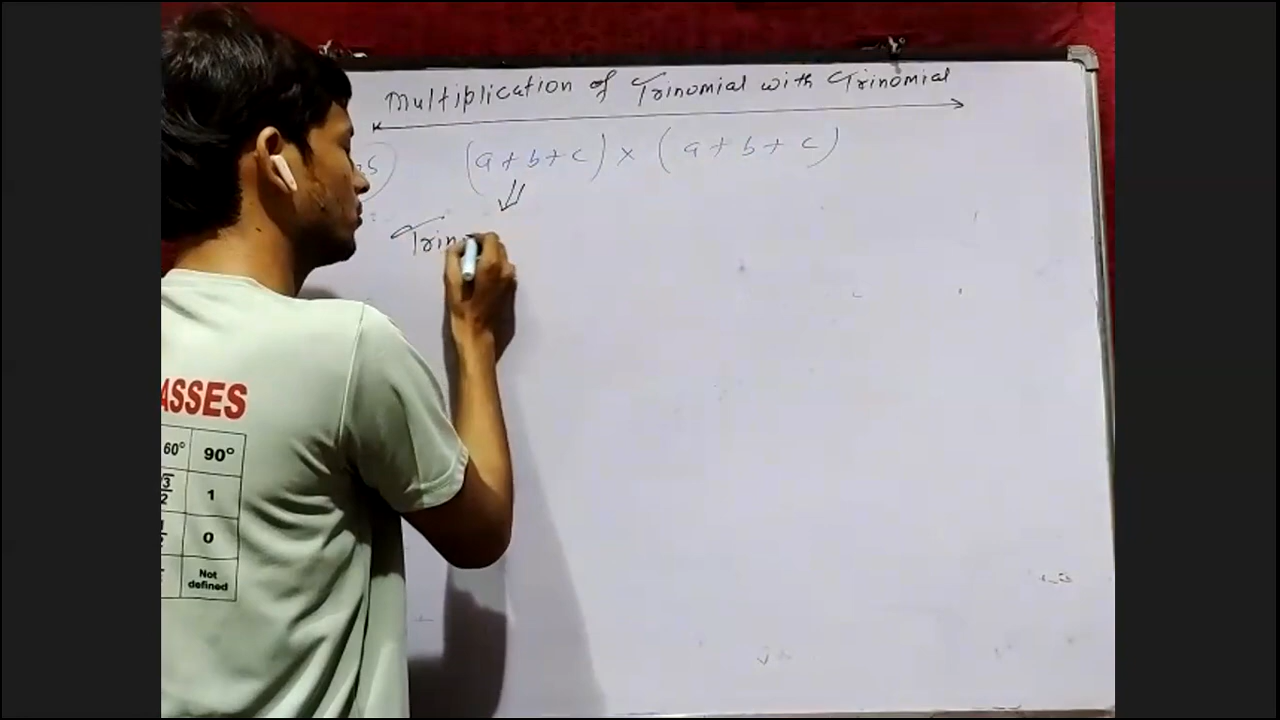 Multiplication of Trinomial with Trinomial
(a + b + c) × (a + b + c)
ASSES
60° 90°
1
0
Not
defined